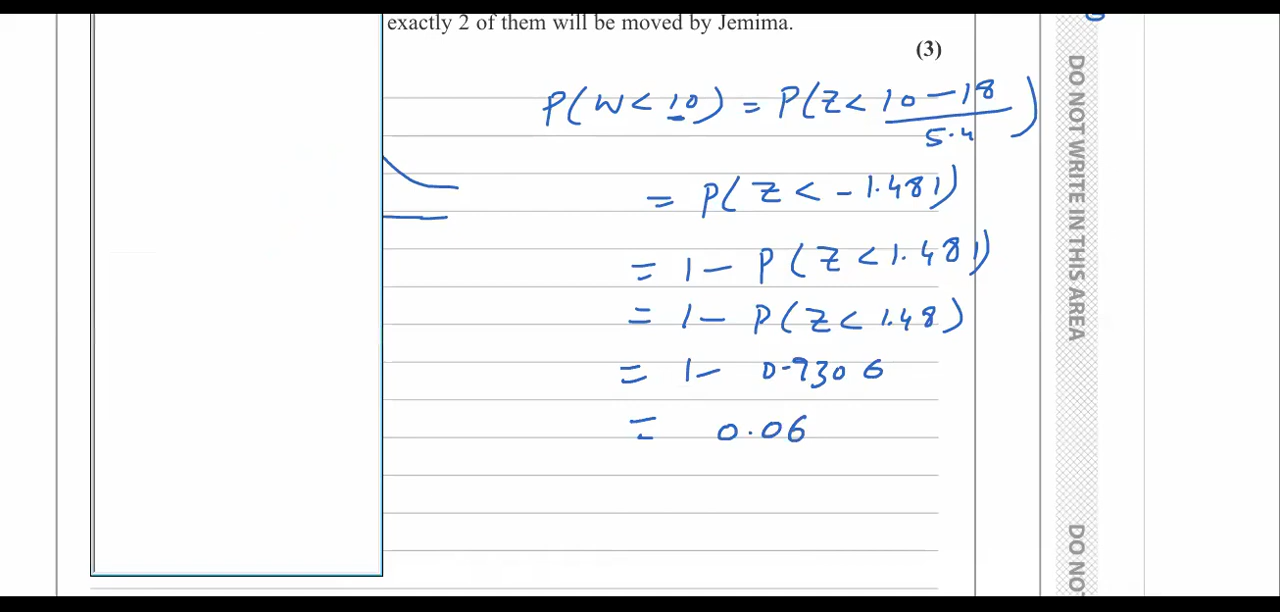 exactly 2 of them will be moved by Jemima.
(3)
P(W < 10) = P(Z < 10 - 18 / 5.4)
= P(Z < -1.481)
= 1 - P(Z < 1.481)
= 1 - P(Z < 1.48)
= 1 - 0.9306
= 0.06
DO NOT WRITE IN THIS AREA
DO NO